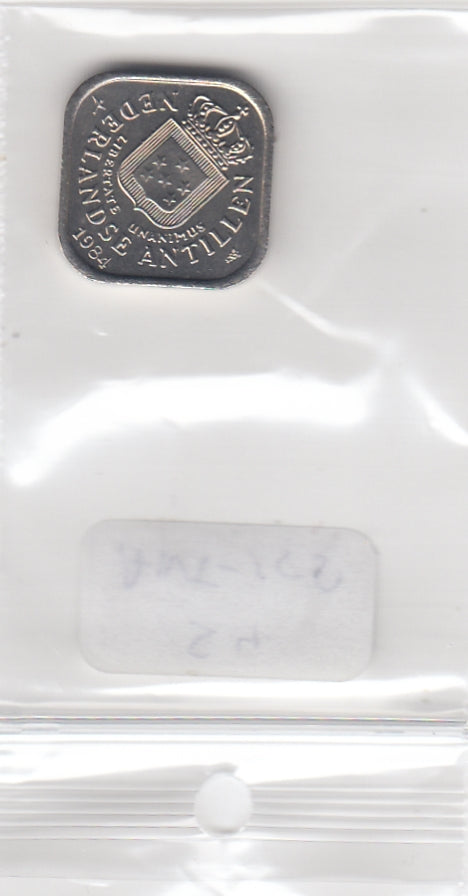 NEDERLANDSE ANTILLEN
LIBERTATE
UNANIMUS
1984